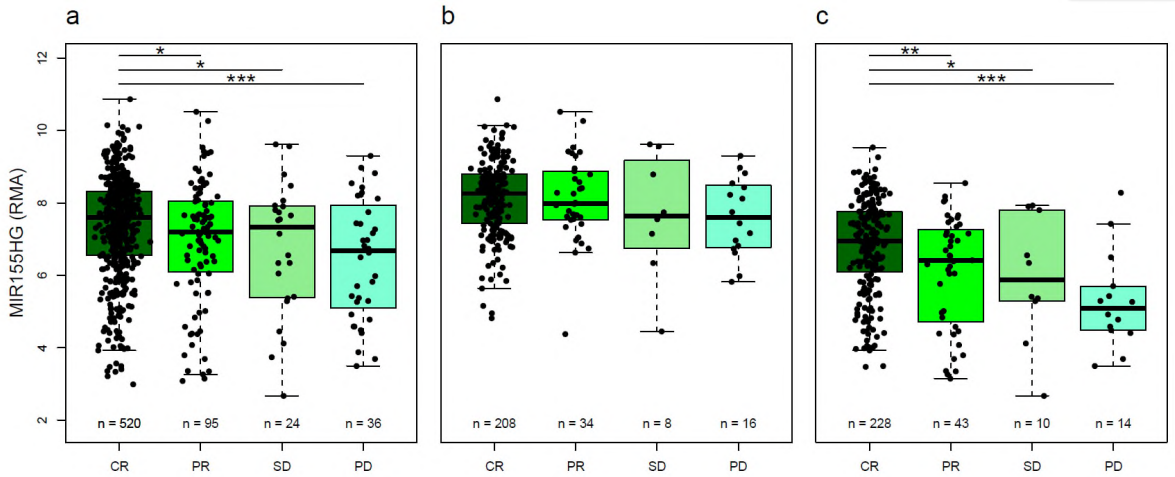 a
b
c
MIR155HG (RMA)
12
10
8
6
4
2
*
*
***
n = 520
n = 95
n = 24
n = 36
CR
PR
SD
PD
n = 208
n = 34
n = 8
n = 16
CR
PR
SD
PD
**
*
***
n = 228
n = 43
n = 10
n = 14
CR
PR
SD
PD